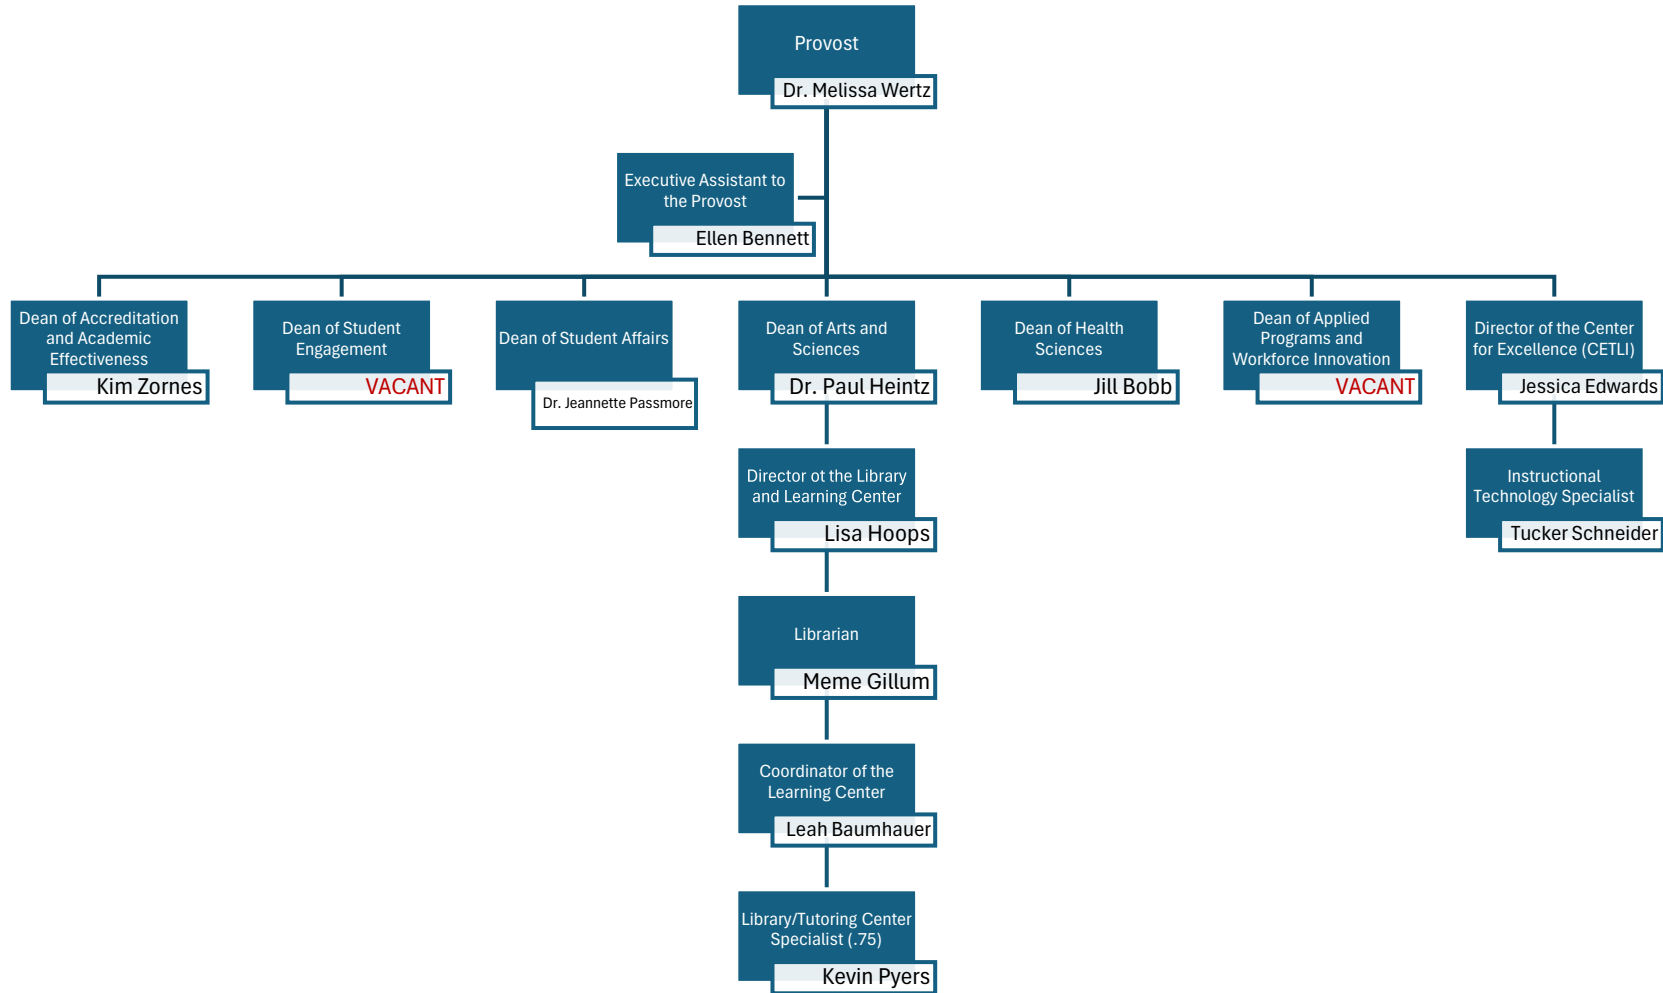 Provost
Dr. Melissa Wertz
Executive Assistant to
the Provost
Ellen Bennett
Dean of Accreditation
and Academic
Effectiveness
Kim Zornes
Dean of Student
Engagement
VACANT
Dean of Student Affairs
Dr. Jeannette Passmore
Dean of Arts and
Sciences
Dr. Paul Heintz
Dean of Health
Sciences
Jill Bobb
Dean of Applied
Programs and
Workforce Innovation
VACANT
Director of the Center
for Excellence (CETLI)
Jessica Edwards
Director ot the Library
and Learning Center
Lisa Hoops
Instructional
Technology Specialist
Tucker Schneider
Librarian
Meme Gillum
Coordinator of the
Learning Center
Leah Baumhauer
Library/Tutoring Center
Specialist (.75)
Kevin Pyers